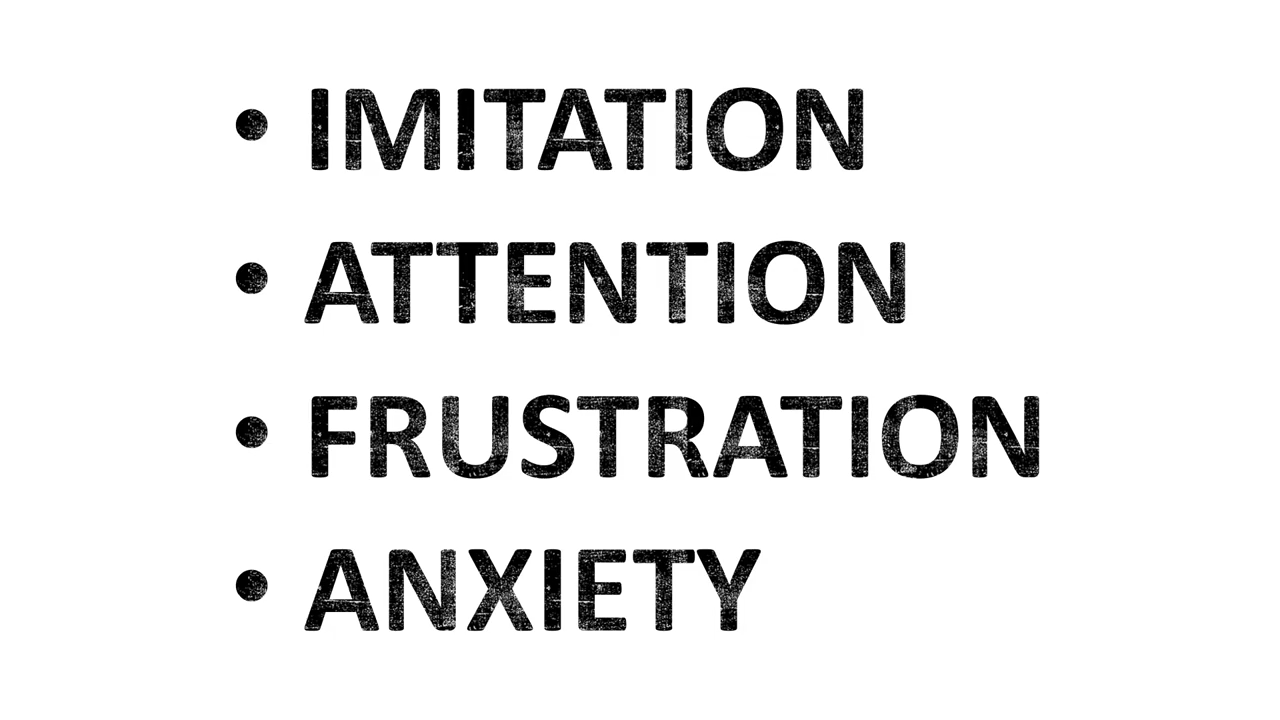 • IMITATION
• ATTENTION
• FRUSTRATION
• ANXIETY